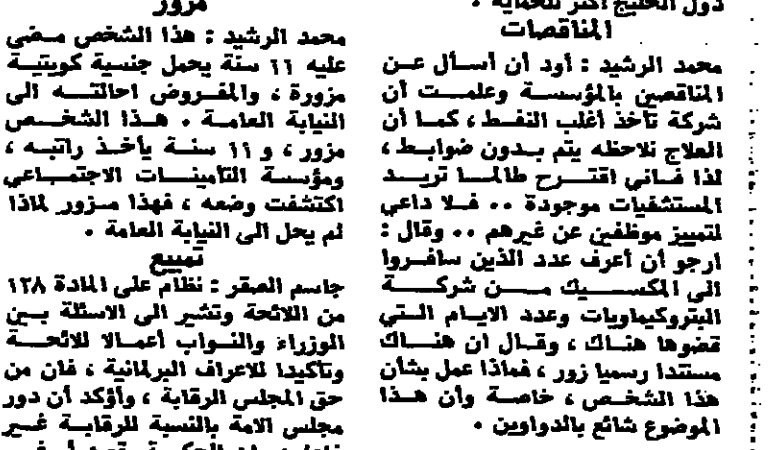 دول الخليج أكثر للحماية .
المناقصات
محمد الرشيد : أود أن أسأل عن
المناقصين بالمؤسسة وعلمت أن
شركة تأخذ أغلب النفط ، كما أن
العلاج نلاحظه يتم بدون ضوابط ،
لذا فاني اقترح طالما تريد
المستشفيات موجودة .. فلا داعي
لتمييز موظفين عن غيرهم .. وقال :
ارجو أن أعرف عدد الذين سافروا
الى المكسيك من شركة
البتروكيماويات وعدد الايام التي
قضوها هناك ، وقال ان هناك
مستندا رسميا زور ، فماذا عمل بشأن
هذا الشخص ، خاصة وأن هذا
الموضوع شائع بالدواوين .
مزور
محمد الرشيد : هذا الشخص مضى
عليه ١١ سنة يحمل جنسية كويتية
مزورة ، والمفروض احالته الى
النيابة العامة . هذا الشخص
مزور ، و ١١ سنة يأخذ راتبه ،
ومؤسسة التأمينات الاجتماعي
اكتشفت وضعه ، فهذا مزور لماذا
لم يحل الى النيابة العامة .
تمييع
جاسم الصقر : نظام على المادة ١٢٨
من اللائحة وتشير الى الاسئلة بين
الوزراء والنواب أعمالا للائحة
وتأكيدا للاعراف البرلمانية ، فان من
حق المجلس الرقابة ، وأؤكد أن دور
مجلس الامة بالنسبة للرقابة غير